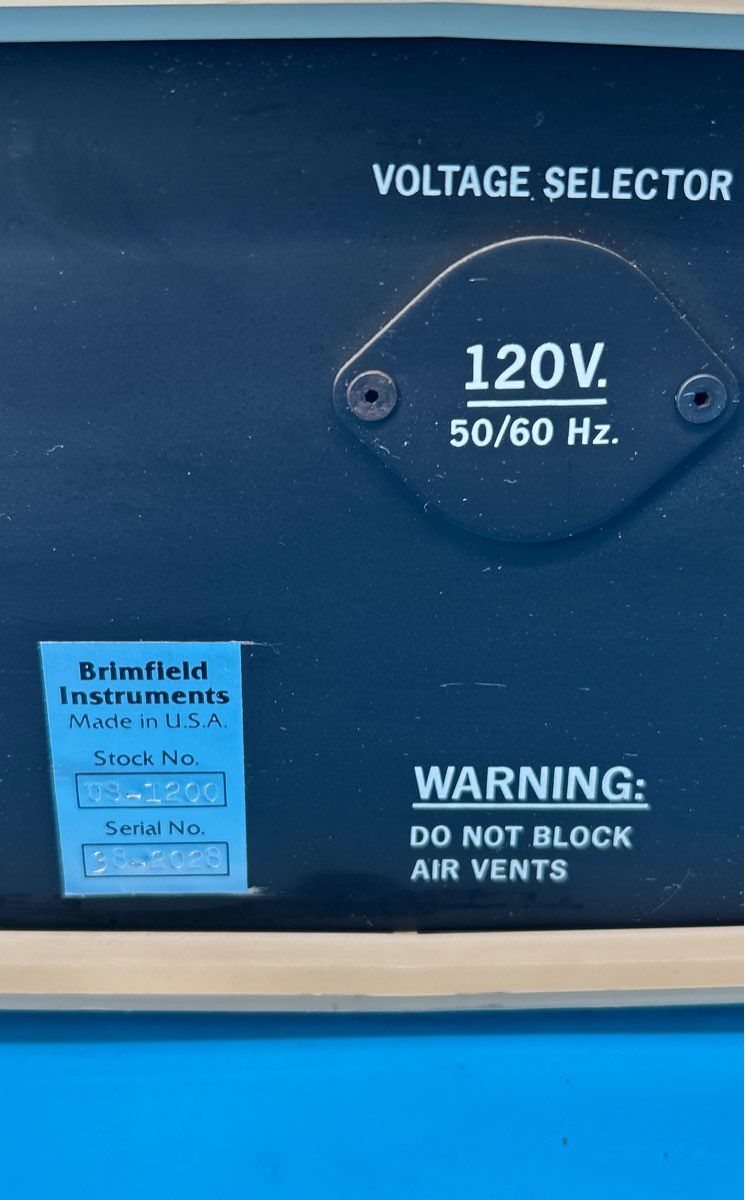 VOLTAGE SELECTOR
120V.
50/60 Hz.
Brimfield
Instruments
Made in U.S.A.
Stock No.
US-1200
Serial No.
WARNING:
DO NOT BLOCK
AIR VENTS